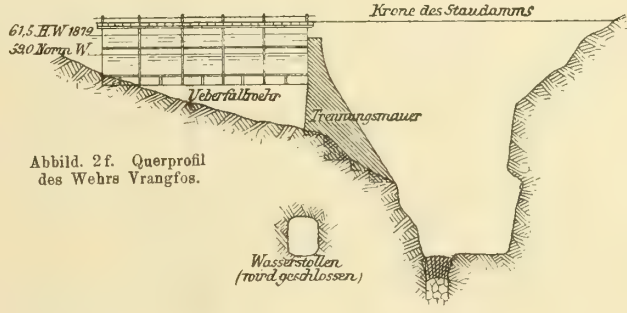 Krone des Staudamms
61,5 H.W 1879
59,0 Norm W.
Ueberfallwehr
Trennungsmauer
Abbild. 2f. Querprofil
des Wehrs Vrangfos.
Wasserstollen
(wird geschlossen)